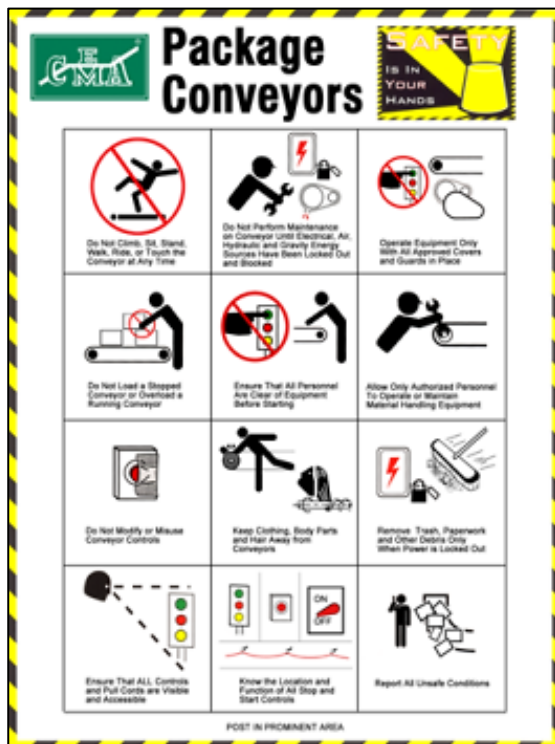 CEMA
Package
Conveyors
SAFETY
IS IN
YOUR
HANDS
Do Not Climb, Sit, Stand,
Walk, Ride, or Touch the
Conveyor at Any Time
Do Not Perform Maintenance
on Conveyor Until Electrical, Air,
Hydraulic and Gravity Energy
Sources Have Been Locked Out
and Blocked
Operate Equipment Only
With All Approved Covers
and Guards in Place
Do Not Load a Stopped
Conveyor or Overload a
Running Conveyor
Ensure That All Personnel
Are Clear of Equipment
Before Starting
Allow Only Authorized Personnel
To Operate or Maintain
Material Handling Equipment
Do Not Modify or Misuse
Conveyor Controls
Keep Clothing, Body Parts
and Hair Away from
Conveyors
Remove Trash, Paperwork
and Other Debris Only
When Power is Locked Out
ON
OFF
Ensure That ALL Controls
and Pull Cords are Visible
and Accessible
Know the Location and
Function of All Stop and
Start Controls
Report All Unsafe Conditions
POST IN PROMINENT AREA